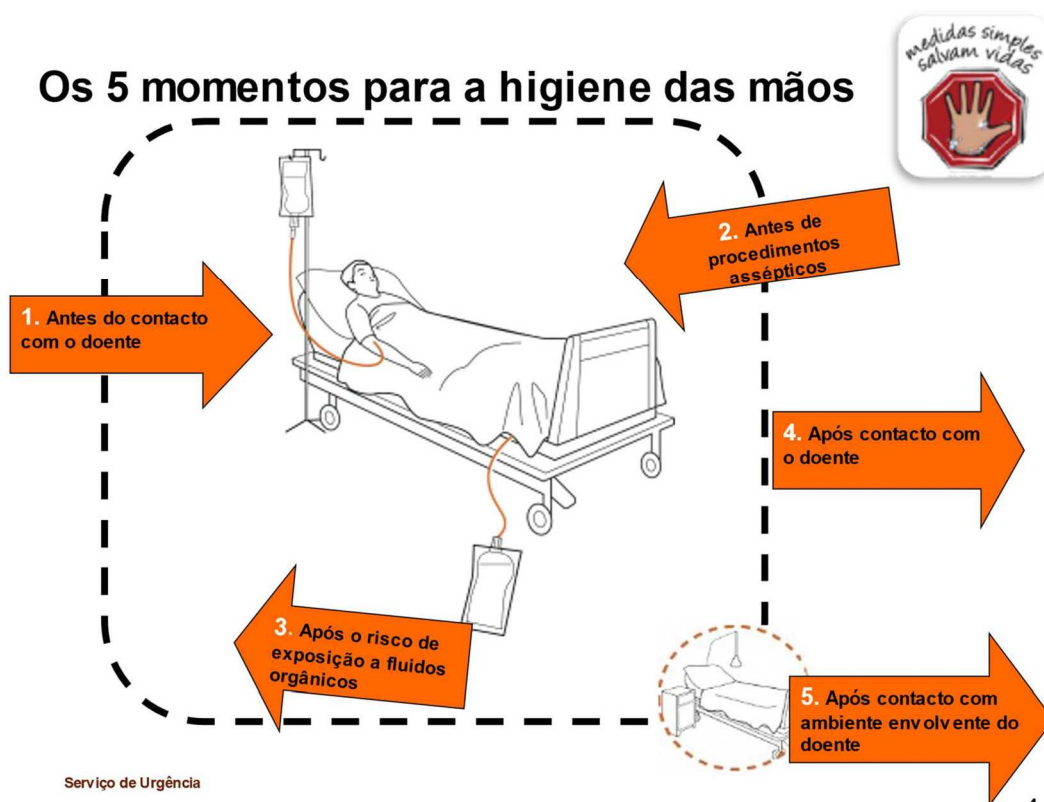 medidas simples
salvam vidas
Os 5 momentos para a higiene das mãos
2. Antes de
procedimentos
assépticos
1. Antes do contacto
com o doente
4. Após contacto com
o doente
3. Após o risco de
exposição a fluidos
orgânicos
5. Após contacto com
ambiente envolvente do
doente
Serviço de Urgência